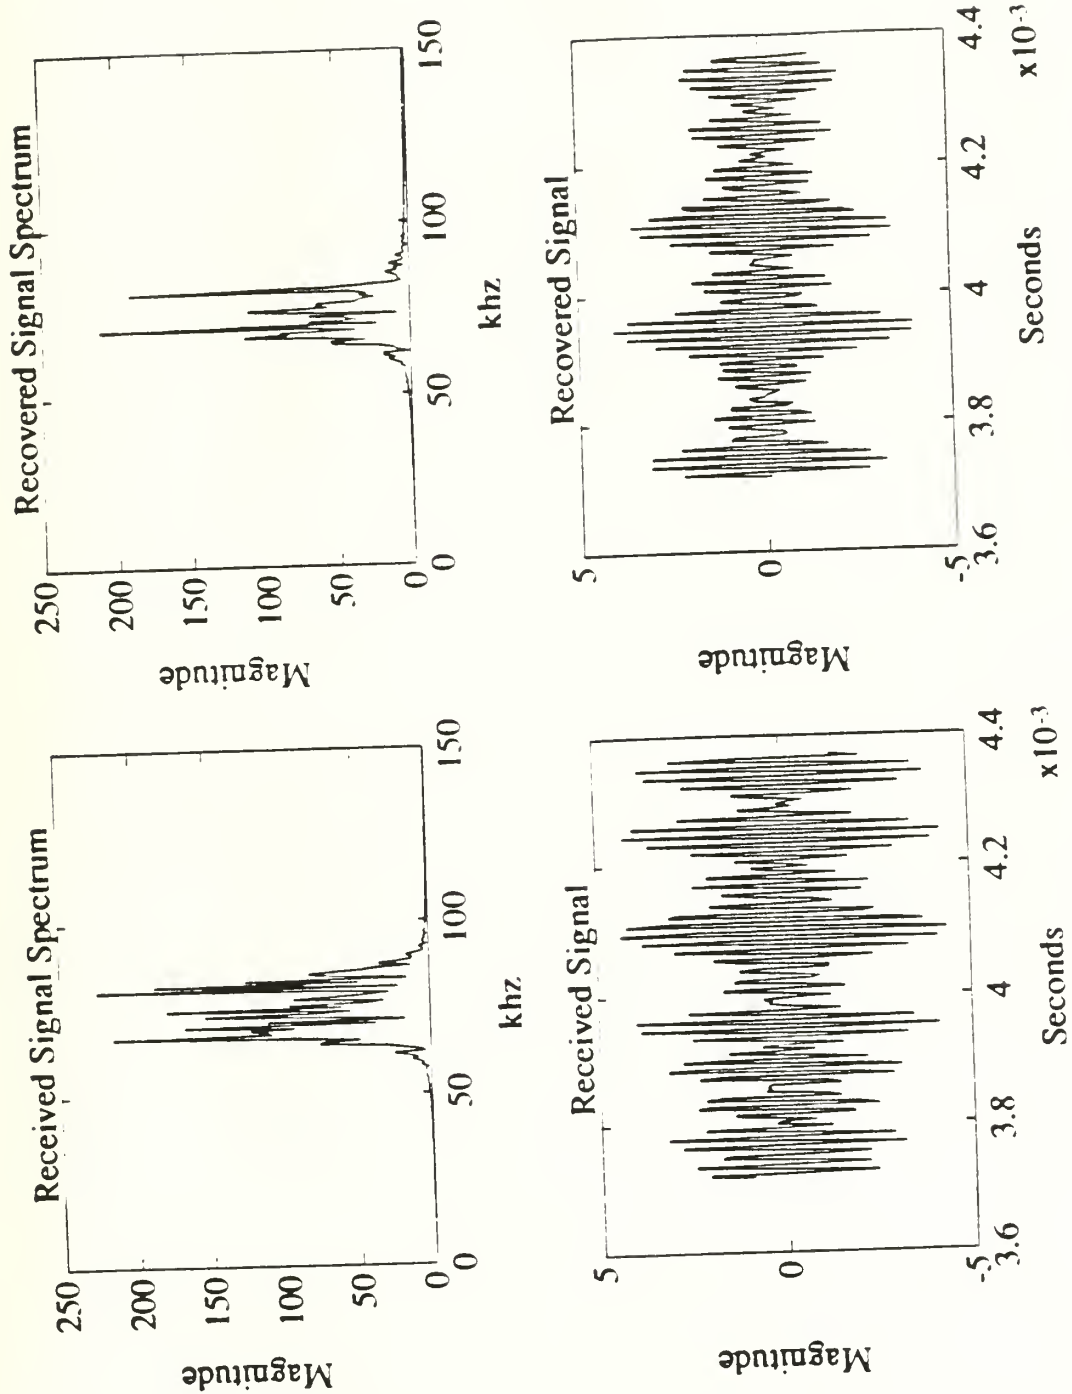 Received Signal Spectrum
250
200
150
100
50
0
Magnitude
0
50
100
150
khz
Recovered Signal Spectrum
250
200
150
100
50
0
Magnitude
0
50
100
150
khz
Received Signal
5
0
-5
Magnitude
3.6
3.8
4
4.2
4.4
x10-3
Seconds
Recovered Signal
5
0
-5
Magnitude
3.6
3.8
4
4.2
4.4
x10-3
Seconds